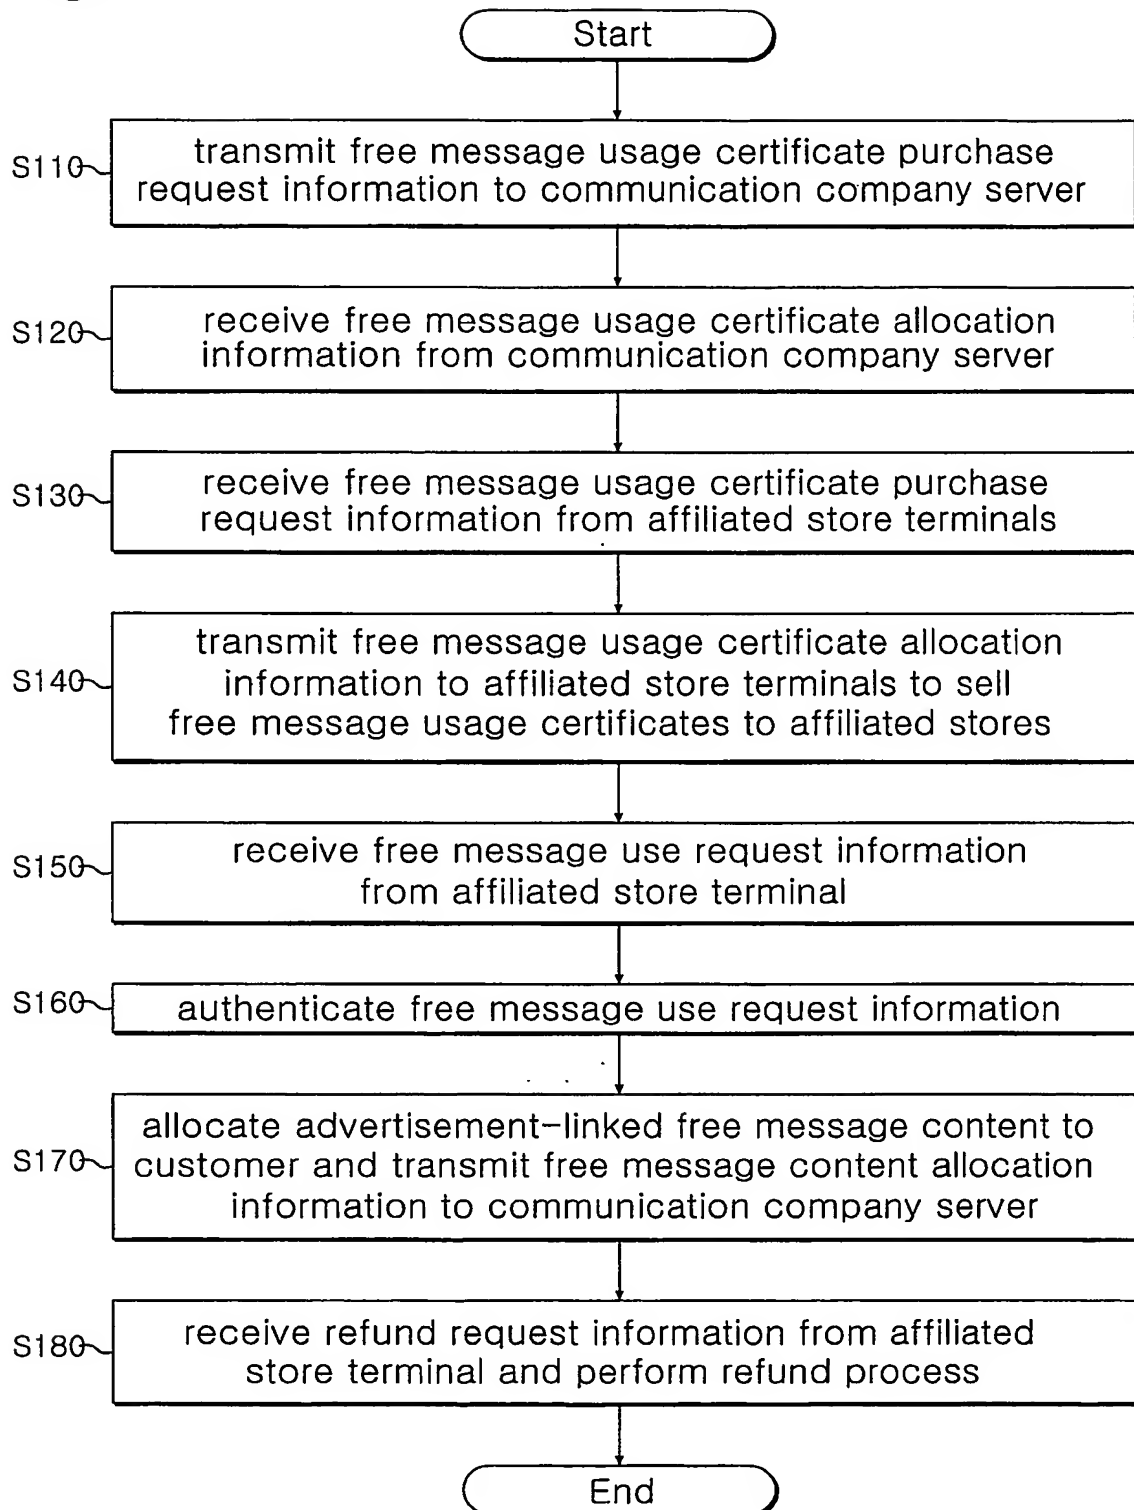 Start
S110
transmit free message usage certificate purchase
request information to communication company server
S120
receive free message usage certificate allocation
information from communication company server
S130
receive free message usage certificate purchase
request information from affiliated store terminals
S140
transmit free message usage certificate allocation
information to affiliated store terminals to sell
free message usage certificates to affiliated stores
S150
receive free message use request information
from affiliated store terminal
S160
authenticate free message use request information
S170
allocate advertisement-linked free message content to
customer and transmit free message content allocation
information to communication company server
S180
receive refund request information from affiliated
store terminal and perform refund process
End